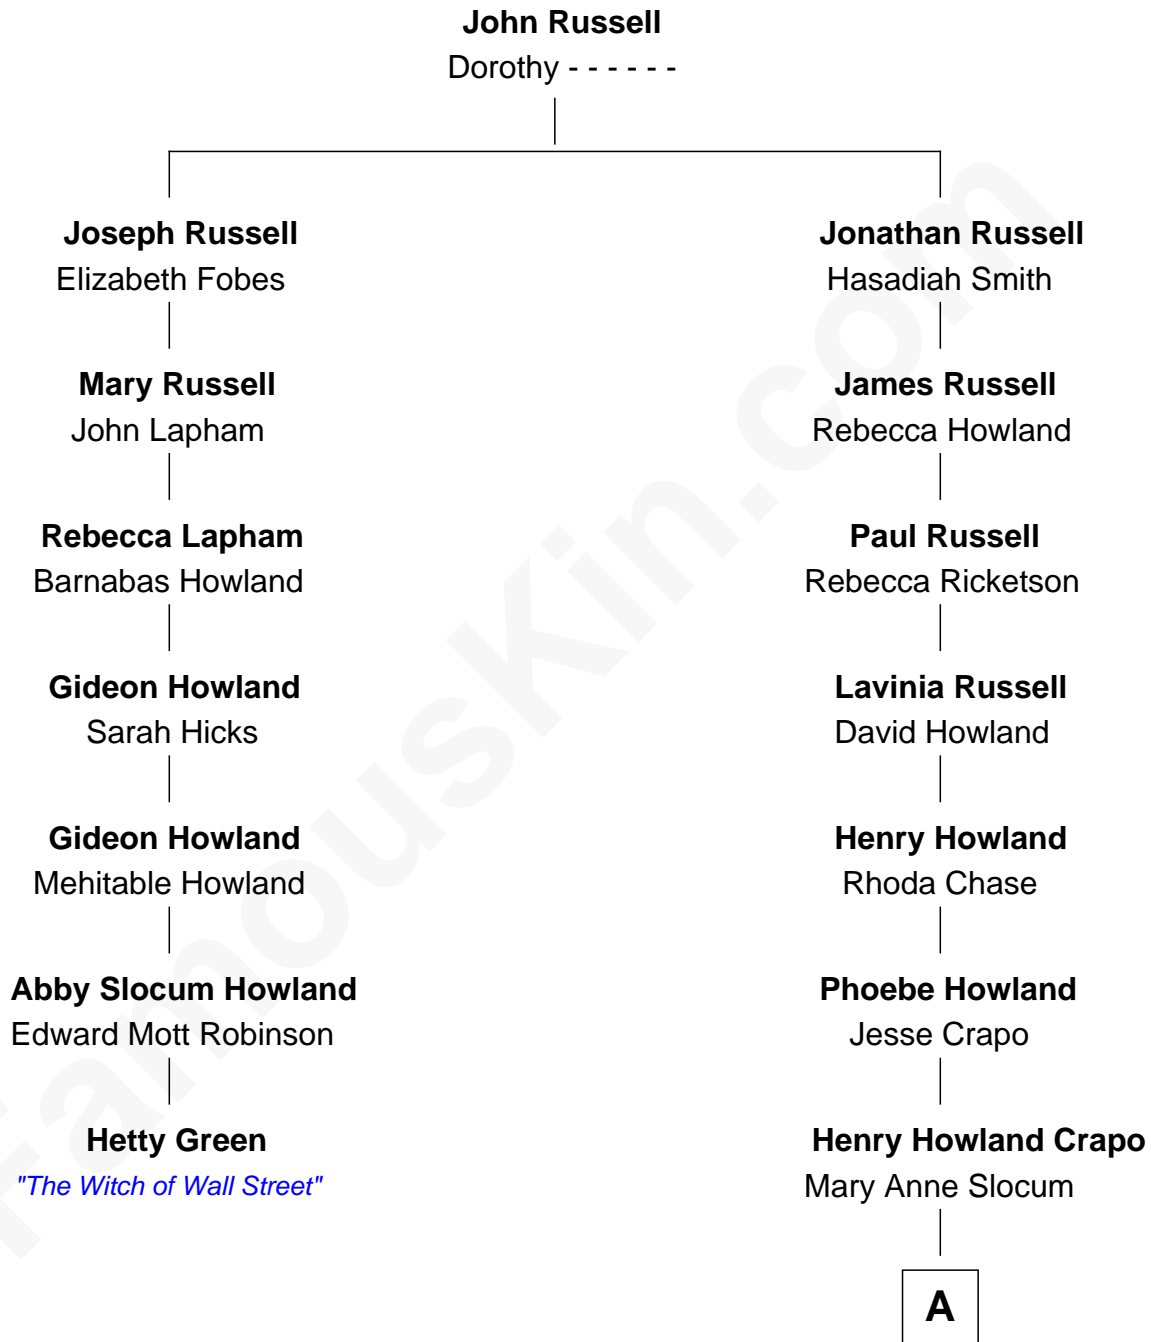 John Russell
Dorothy - - - - - -
Joseph Russell
Elizabeth Fobes
Mary Russell
John Lapham
Rebecca Lapham
Barnabas Howland
Gideon Howland
Sarah Hicks
Gideon Howland
Mehitable Howland
Abby Slocum Howland
Edward Mott Robinson
Hetty Green
"The Witch of Wall Street"
Jonathan Russell
Hasadiah Smith
James Russell
Rebecca Howland
Paul Russell
Rebecca Ricketson
Lavinia Russell
David Howland
Henry Howland
Rhoda Chase
Phoebe Howland
Jesse Crapo
Henry Howland Crapo
Mary Anne Slocum
A
FamousKin.com